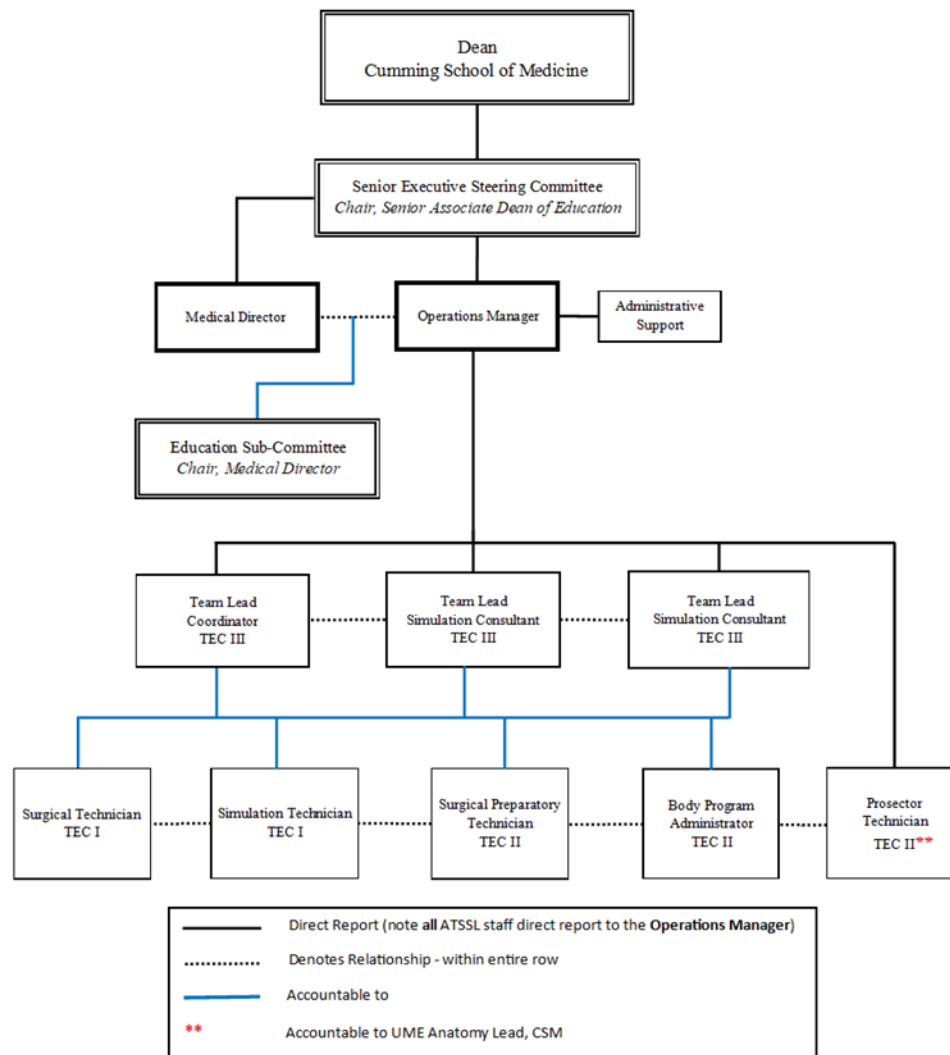 Dean
Cumming School of Medicine
Senior Executive Steering Committee
Chair, Senior Associate Dean of Education
Medical Director
Operations Manager
Administrative
Support
Education Sub-Committee
Chair, Medical Director
Team Lead
Coordinator
TEC III
Team Lead
Simulation Consultant
TEC III
Team Lead
Simulation Consultant
TEC III
Surgical Technician
TEC I
Simulation Technician
TEC I
Surgical Preparatory
Technician
TEC II
Body Program
Administrator
TEC II
Prosector
Technician
TEC II**
Direct Report (note all ATSSL staff direct report to the Operations Manager)
Denotes Relationship - within entire row
Accountable to
** Accountable to UME Anatomy Lead, CSM